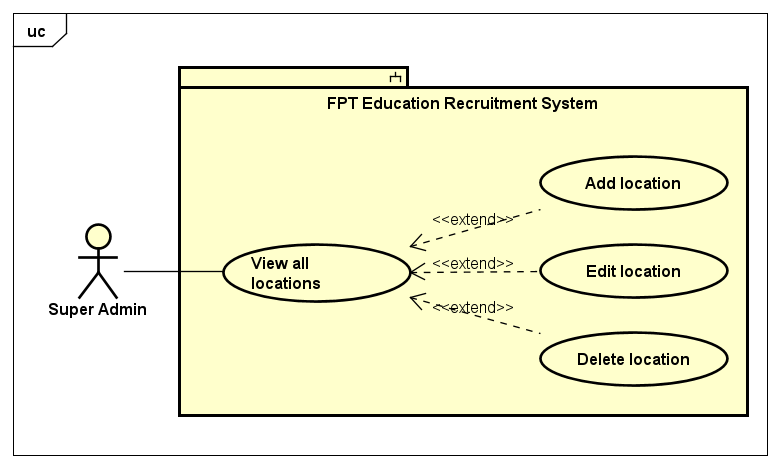 uc
FPT Education Recruitment System
Add location
<<extend>>
View all
locations
<<extend>>
Edit location
<<extend>>
Super Admin
Delete location